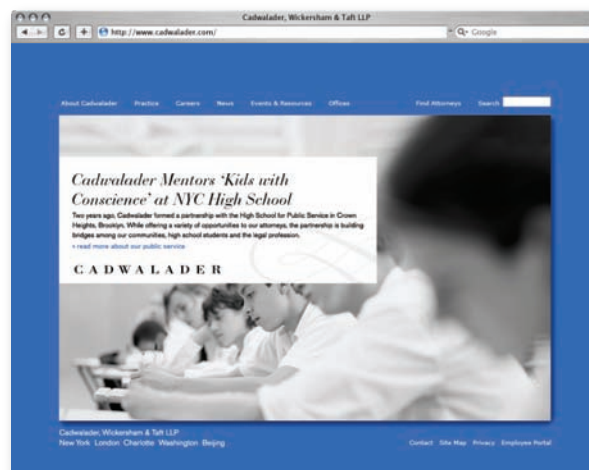 Cadwalader, Wickersham & Taft LLP
http://www.cadwalader.com/
Google
About Cadwalader Practice Careers News Events & Resources Offices Find Attorneys Search
Cadwalader Mentors ‘Kids with
Conscience’ at NYC High School
Two years ago, Cadwalader formed a partnership with the High School for Public Service in Crown
Heights, Brooklyn. While offering a variety of opportunities to our attorneys, the partnership is building
bridges among our communities, high school students and the legal profession.
+ read more about our public service
CADWALADER
Cadwalader, Wickersham & Taft LLP
New York London Charlotte Washington Beijing
Contact Site Map Privacy Employee Portal